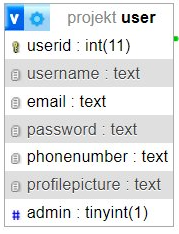 v projekt user
userid : int(11)
username : text
email : text
password : text
phonenumber : text
profilepicture : text
# admin : tinyint(1)